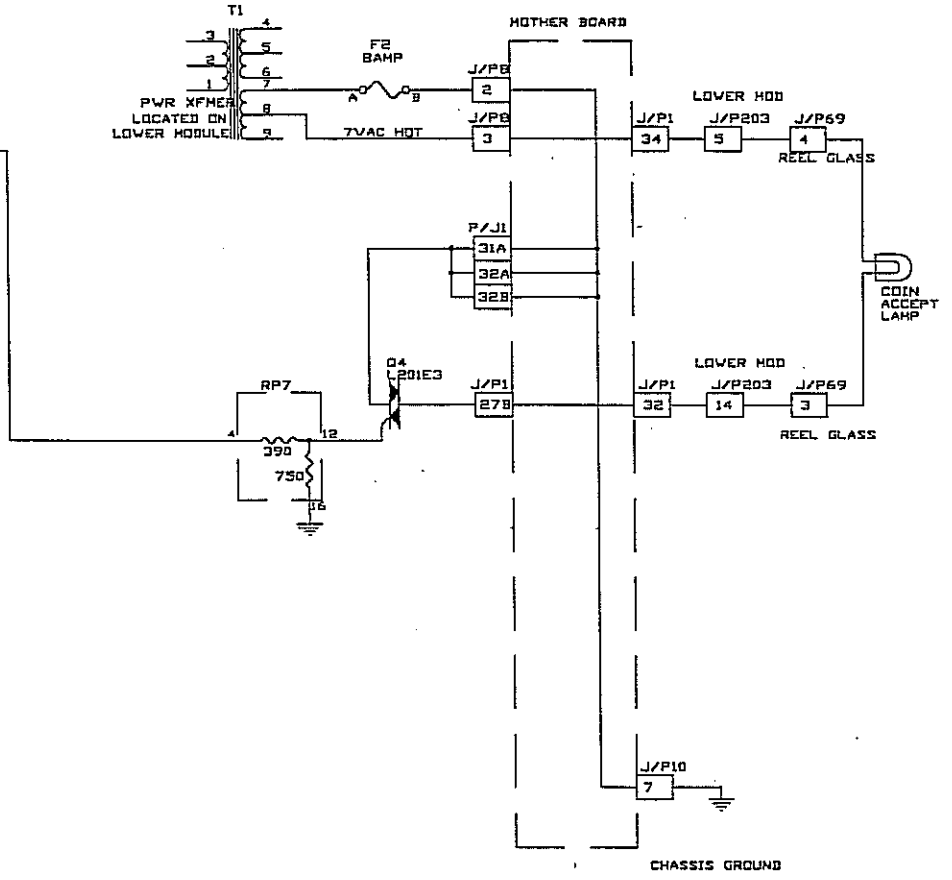 T1
4
3
5
2
6
7
1
8
9
PWR XFMER
LOCATED ON
LOWER MODULE
F2
8AMP
A
B
7VAC HOT
MOTHER BOARD
J/P8
2
J/P8
3
J/P1
34
LOWER MOD
J/P203
5
J/P69
4
REEL GLASS
P/J1
31A
32A
32B
COIN
ACCEPT
LAMP
Q4
L201E3
J/P1
27B
J/P1
32
LOWER MOD
J/P203
14
J/P69
3
REEL GLASS
RP7
4
12
390
750
16
J/P10
7
CHASSIS GROUND